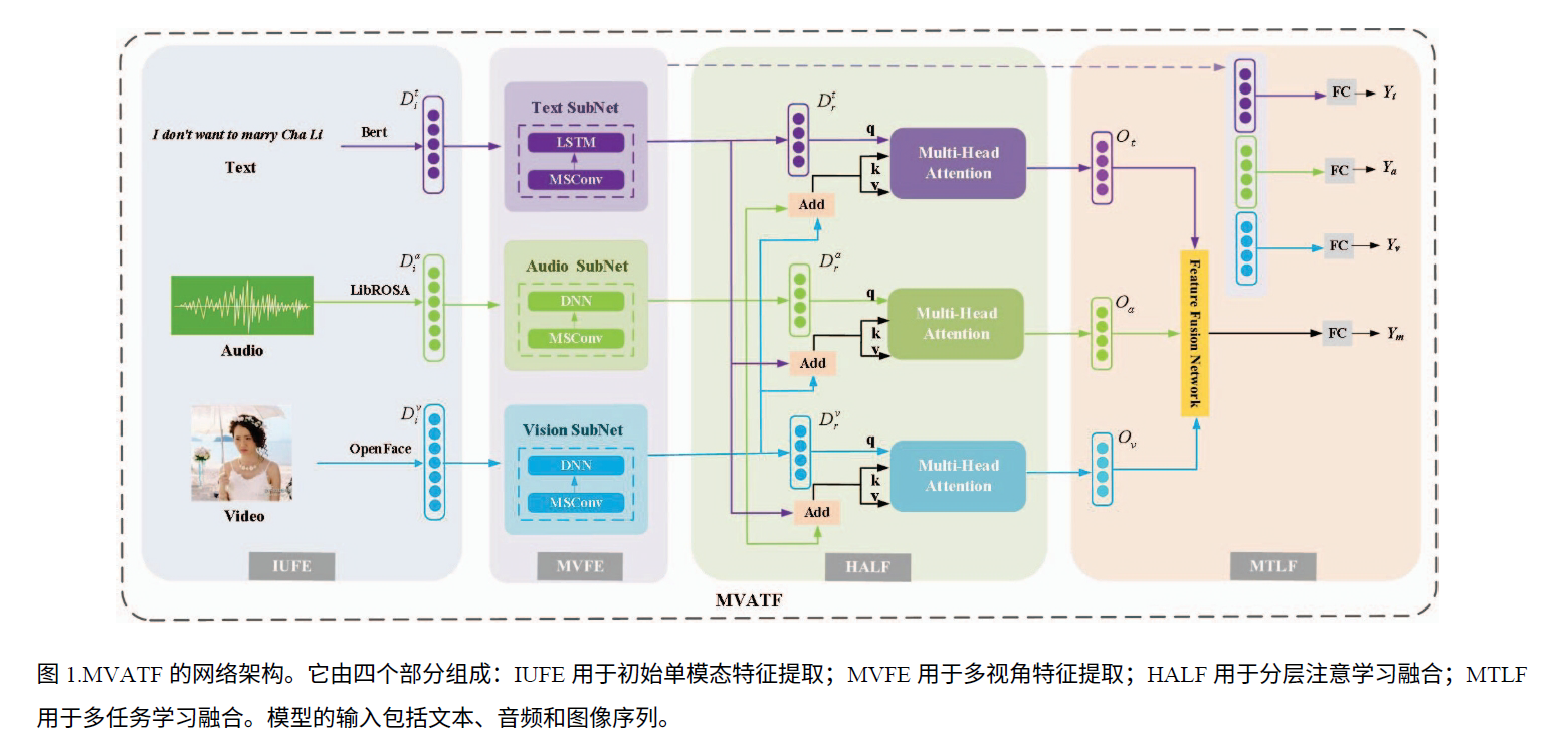 I don't want to marry Cha Li
Text
Bert
D_i^t
Text SubNet
LSTM
MSConv
D_r^t
q
k
v
Add
Multi-Head
Attention
O_t
FC
Y_t
Audio
LibROSA
D_i^a
Audio SubNet
DNN
MSConv
D_r^a
q
k
v
Add
Multi-Head
Attention
O_a
FC
Y_a
Video
OpenFace
D_i^v
Vision SubNet
DNN
MSConv
D_r^v
q
k
v
Add
Multi-Head
Attention
O_v
FC
Y_v
Feature Fusion Network
FC
Y_m
IUFE
MVFE
HALF
MTLF
MVATF
图 1.MVATF 的网络架构。它由四个部分组成：IUFE 用于初始单模态特征提取；MVFE 用于多视角特征提取；HALF 用于分层注意学习融合；MTLF
用于多任务学习融合。模型的输入包括文本、音频和图像序列。